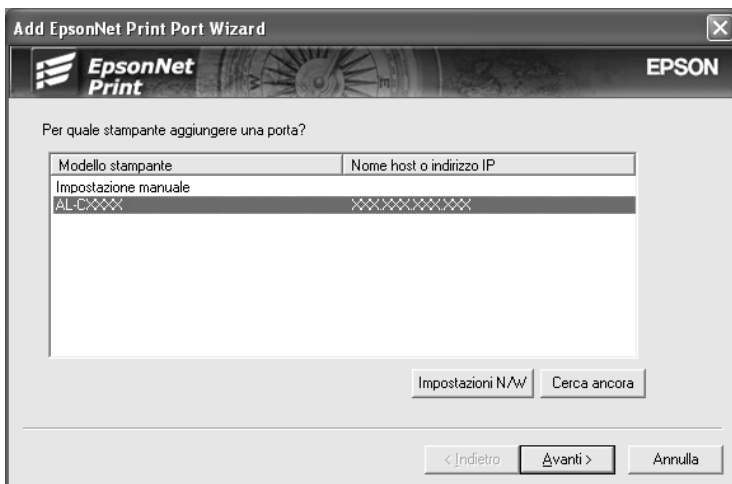 Add EpsonNet Print Port Wizard
EpsonNet
Print
EPSON
Per quale stampante aggiungere una porta?
Modello stampante Nome host o indirizzo IP
Impostazione manuale
AL-CXXXX XXX.XXX.XXX.XXX
Impostazioni N/W Cerca ancora
< Indietro Avanti > Annulla